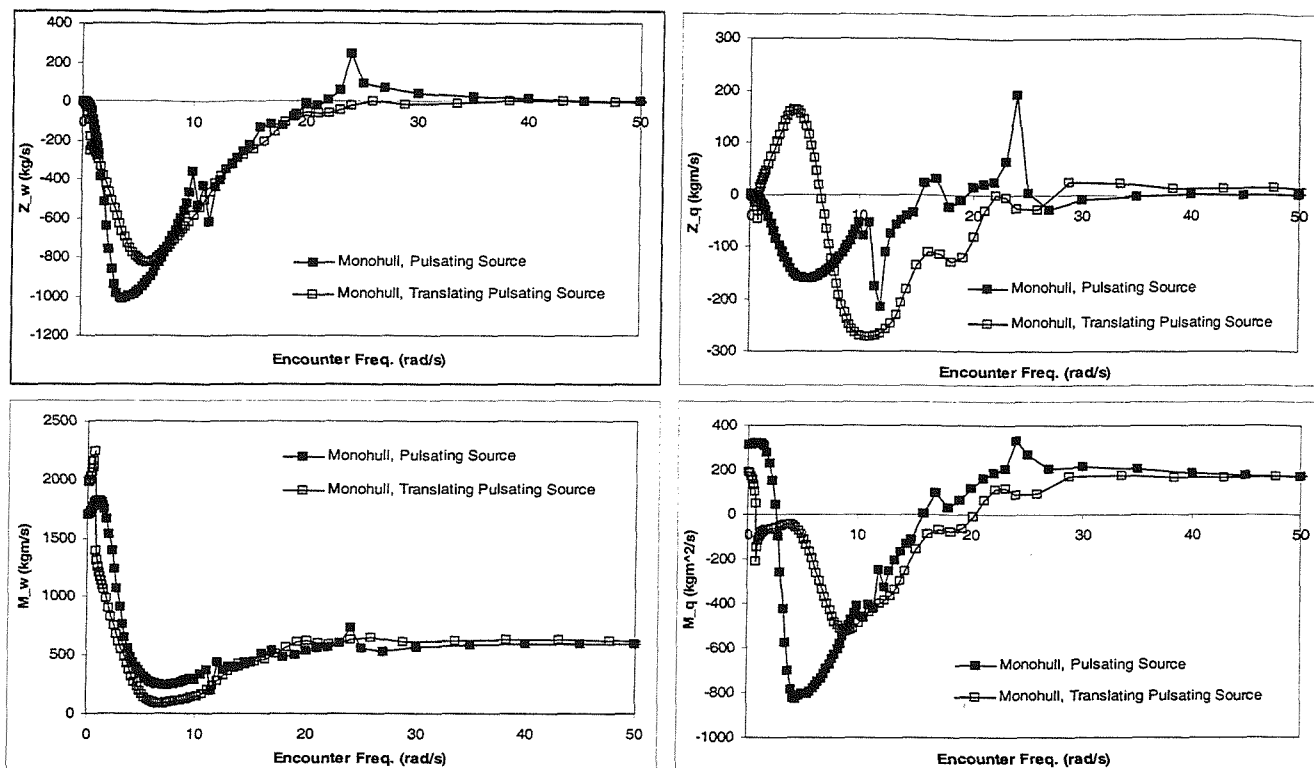 400
200
0
-200
-400
-600
-800
-1000
-1200
10 20 30 40 50
Z_w (kg/s)
Monohull, Pulsating Source
Monohull, Translating Pulsating Source
Encounter Freq. (rad/s)
300
200
100
0
-100
-200
-300
0 10 20 30 40 50
Z_q (kgm/s)
Monohull, Pulsating Source
Monohull, Translating Pulsating Source
Encounter Freq. (rad/s)
2500
2000
1500
1000
500
0
0 10 20 30 40 50
M_w (kgm/s)
Monohull, Pulsating Source
Monohull, Translating Pulsating Source
Encounter Freq. (rad/s)
400
200
0
-200
-400
-600
-800
-1000
0 10 20 30 40 50
M_q (kgm^2/s)
Monohull, Pulsating Source
Monohull, Translating Pulsating Source
Encounter Freq. (rad/s)